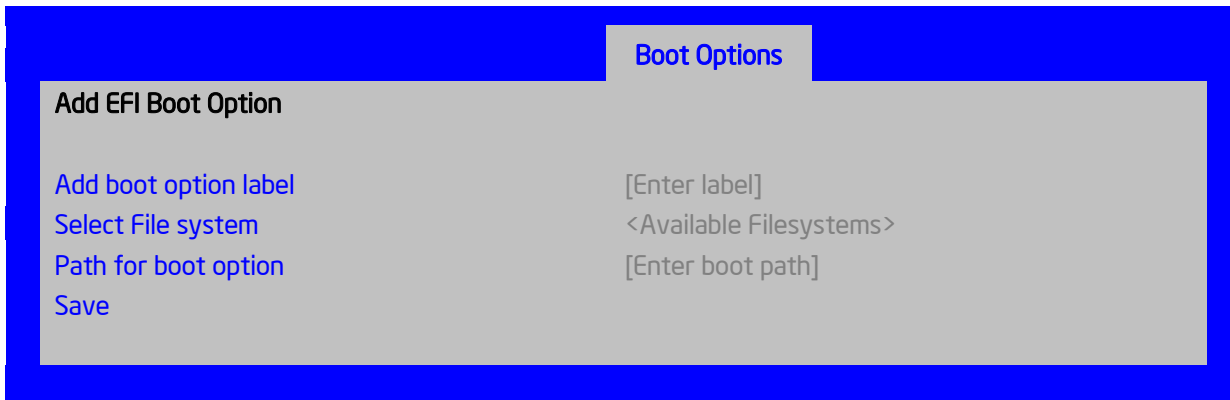 Boot Options
Add EFI Boot Option
Add boot option label [Enter label]
Select File system <Available Filesystems>
Path for boot option [Enter boot path]
Save